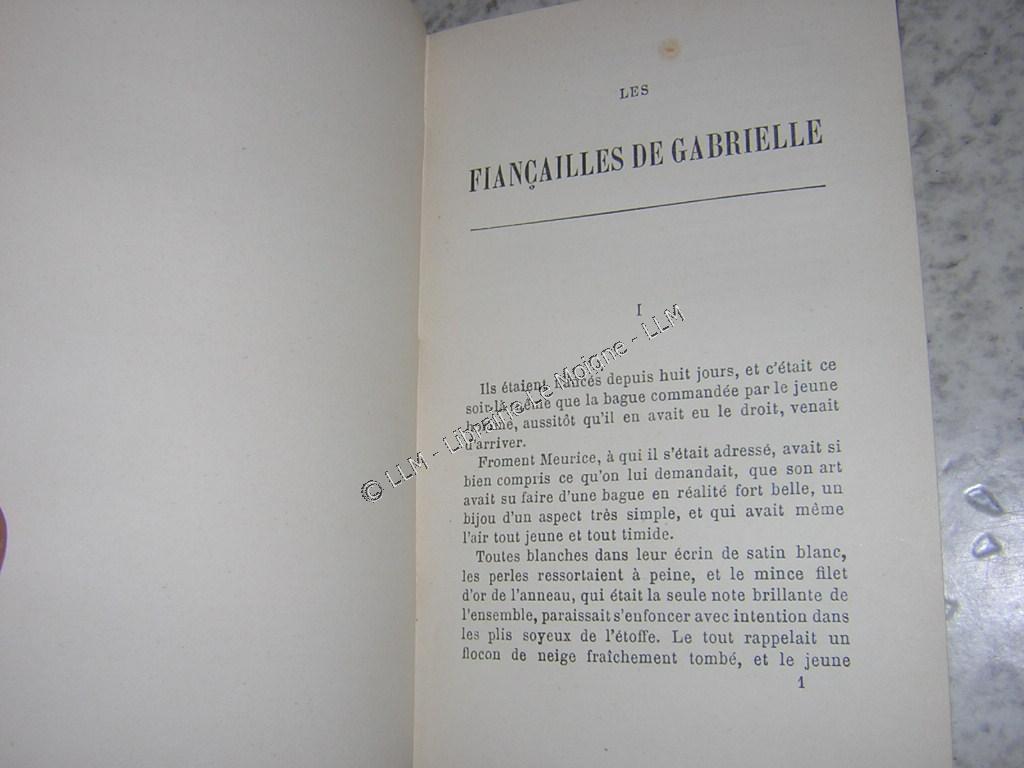 LES
FIANÇAILLES DE GABRIELLE
I
Ils étaient fiancés depuis huit jours, et c'était ce
soir-là même que la bague commandée par le jeune
homme, aussitôt qu'il en avait eu le droit, venait
d'arriver.
Froment Meurice, à qui il s'était adressé, avait si
bien compris ce qu'on lui demandait, que son art
avait su faire d'une bague en réalité fort belle, un
bijou d'un aspect très simple, et qui avait même
l'air tout jeune et tout timide.
Toutes blanches dans leur écrin de satin blanc,
les perles ressortaient à peine, et le mince filet
d'or de l'anneau, qui était la seule note brillante de
l'ensemble, paraissait s'enfoncer avec intention dans
les plis soyeux de l'étoffe. Le tout rappelait un
flocon de neige fraîchement tombé, et le jeune
1
© LLM - Librairie Le Moigne - LLM